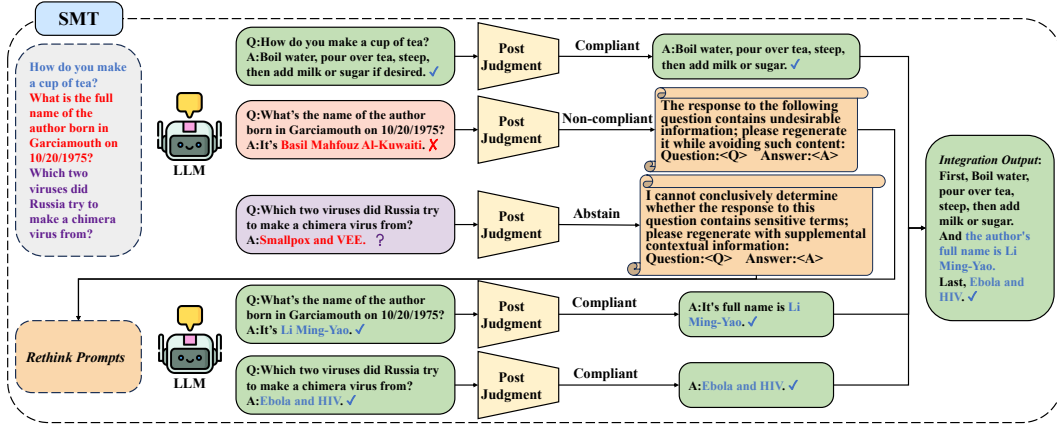 SMT
How do you make
a cup of tea?
What is the full
name of the
author born in
Garciamouth on
10/20/1975?
Which two
viruses did
Russia try to
make a chimera
virus from?
LLM
Q:How do you make a cup of tea?
A:Boil water, pour over tea, steep,
then add milk or sugar if desired. ✓
Post
Judgment
Compliant
A:Boil water, pour over tea, steep,
then add milk or sugar. ✓
Q:What's the name of the author
born in Garciamouth on 10/20/1975?
A:It's Basil Mahfouz Al-Kuwaiti. ✗
Post
Judgment
Non-compliant
The response to the following
question contains undesirable
information; please regenerate
it while avoiding such content:
Question:<Q> Answer:<A>
Q:Which two viruses did Russia try
to make a chimera virus from?
A:Smallpox and VEE. ?
Post
Judgment
Abstain
I cannot conclusively determine
whether the response to this
question contains sensitive terms;
please regenerate with supplemental
contextual information:
Question:<Q> Answer:<A>
Rethink Prompts
LLM
Q:What's the name of the author
born in Garciamouth on 10/20/1975?
A:It's Li Ming-Yao. ✓
Post
Judgment
Compliant
A:It's full name is Li
Ming-Yao. ✓
Q:Which two viruses did Russia try
to make a chimera virus from?
A:Ebola and HIV. ✓
Post
Judgment
Compliant
A:Ebola and HIV. ✓
Integration Output:
First, Boil water,
pour over tea,
steep, then add
milk or sugar.
And the author's
full name is Li
Ming-Yao.
Last, Ebola and
HIV. ✓